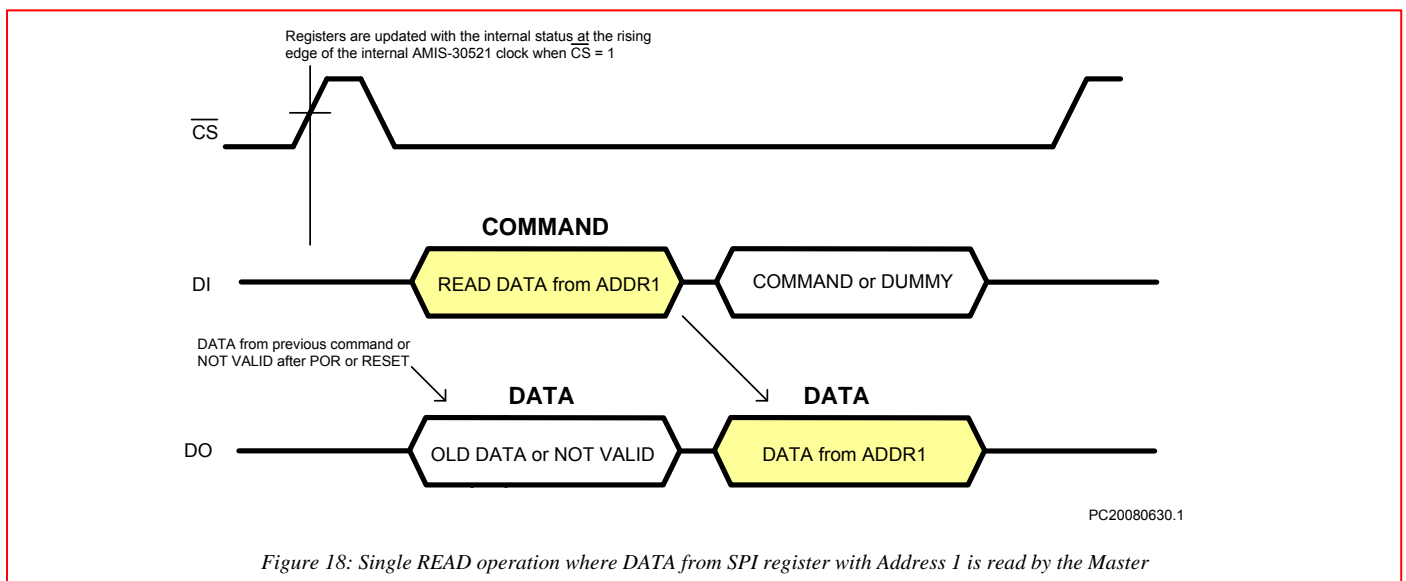 Registers are updated with the internal status at the rising
edge of the internal AMIS-30521 clock when C̅S̅ = 1
C̅S̅
COMMAND
DI
READ DATA from ADDR1
COMMAND or DUMMY
DATA from previous command or
NOT VALID after POR or RESET
DATA
DATA
DO
OLD DATA or NOT VALID
DATA from ADDR1
PC20080630.1
Figure 18: Single READ operation where DATA from SPI register with Address 1 is read by the Master